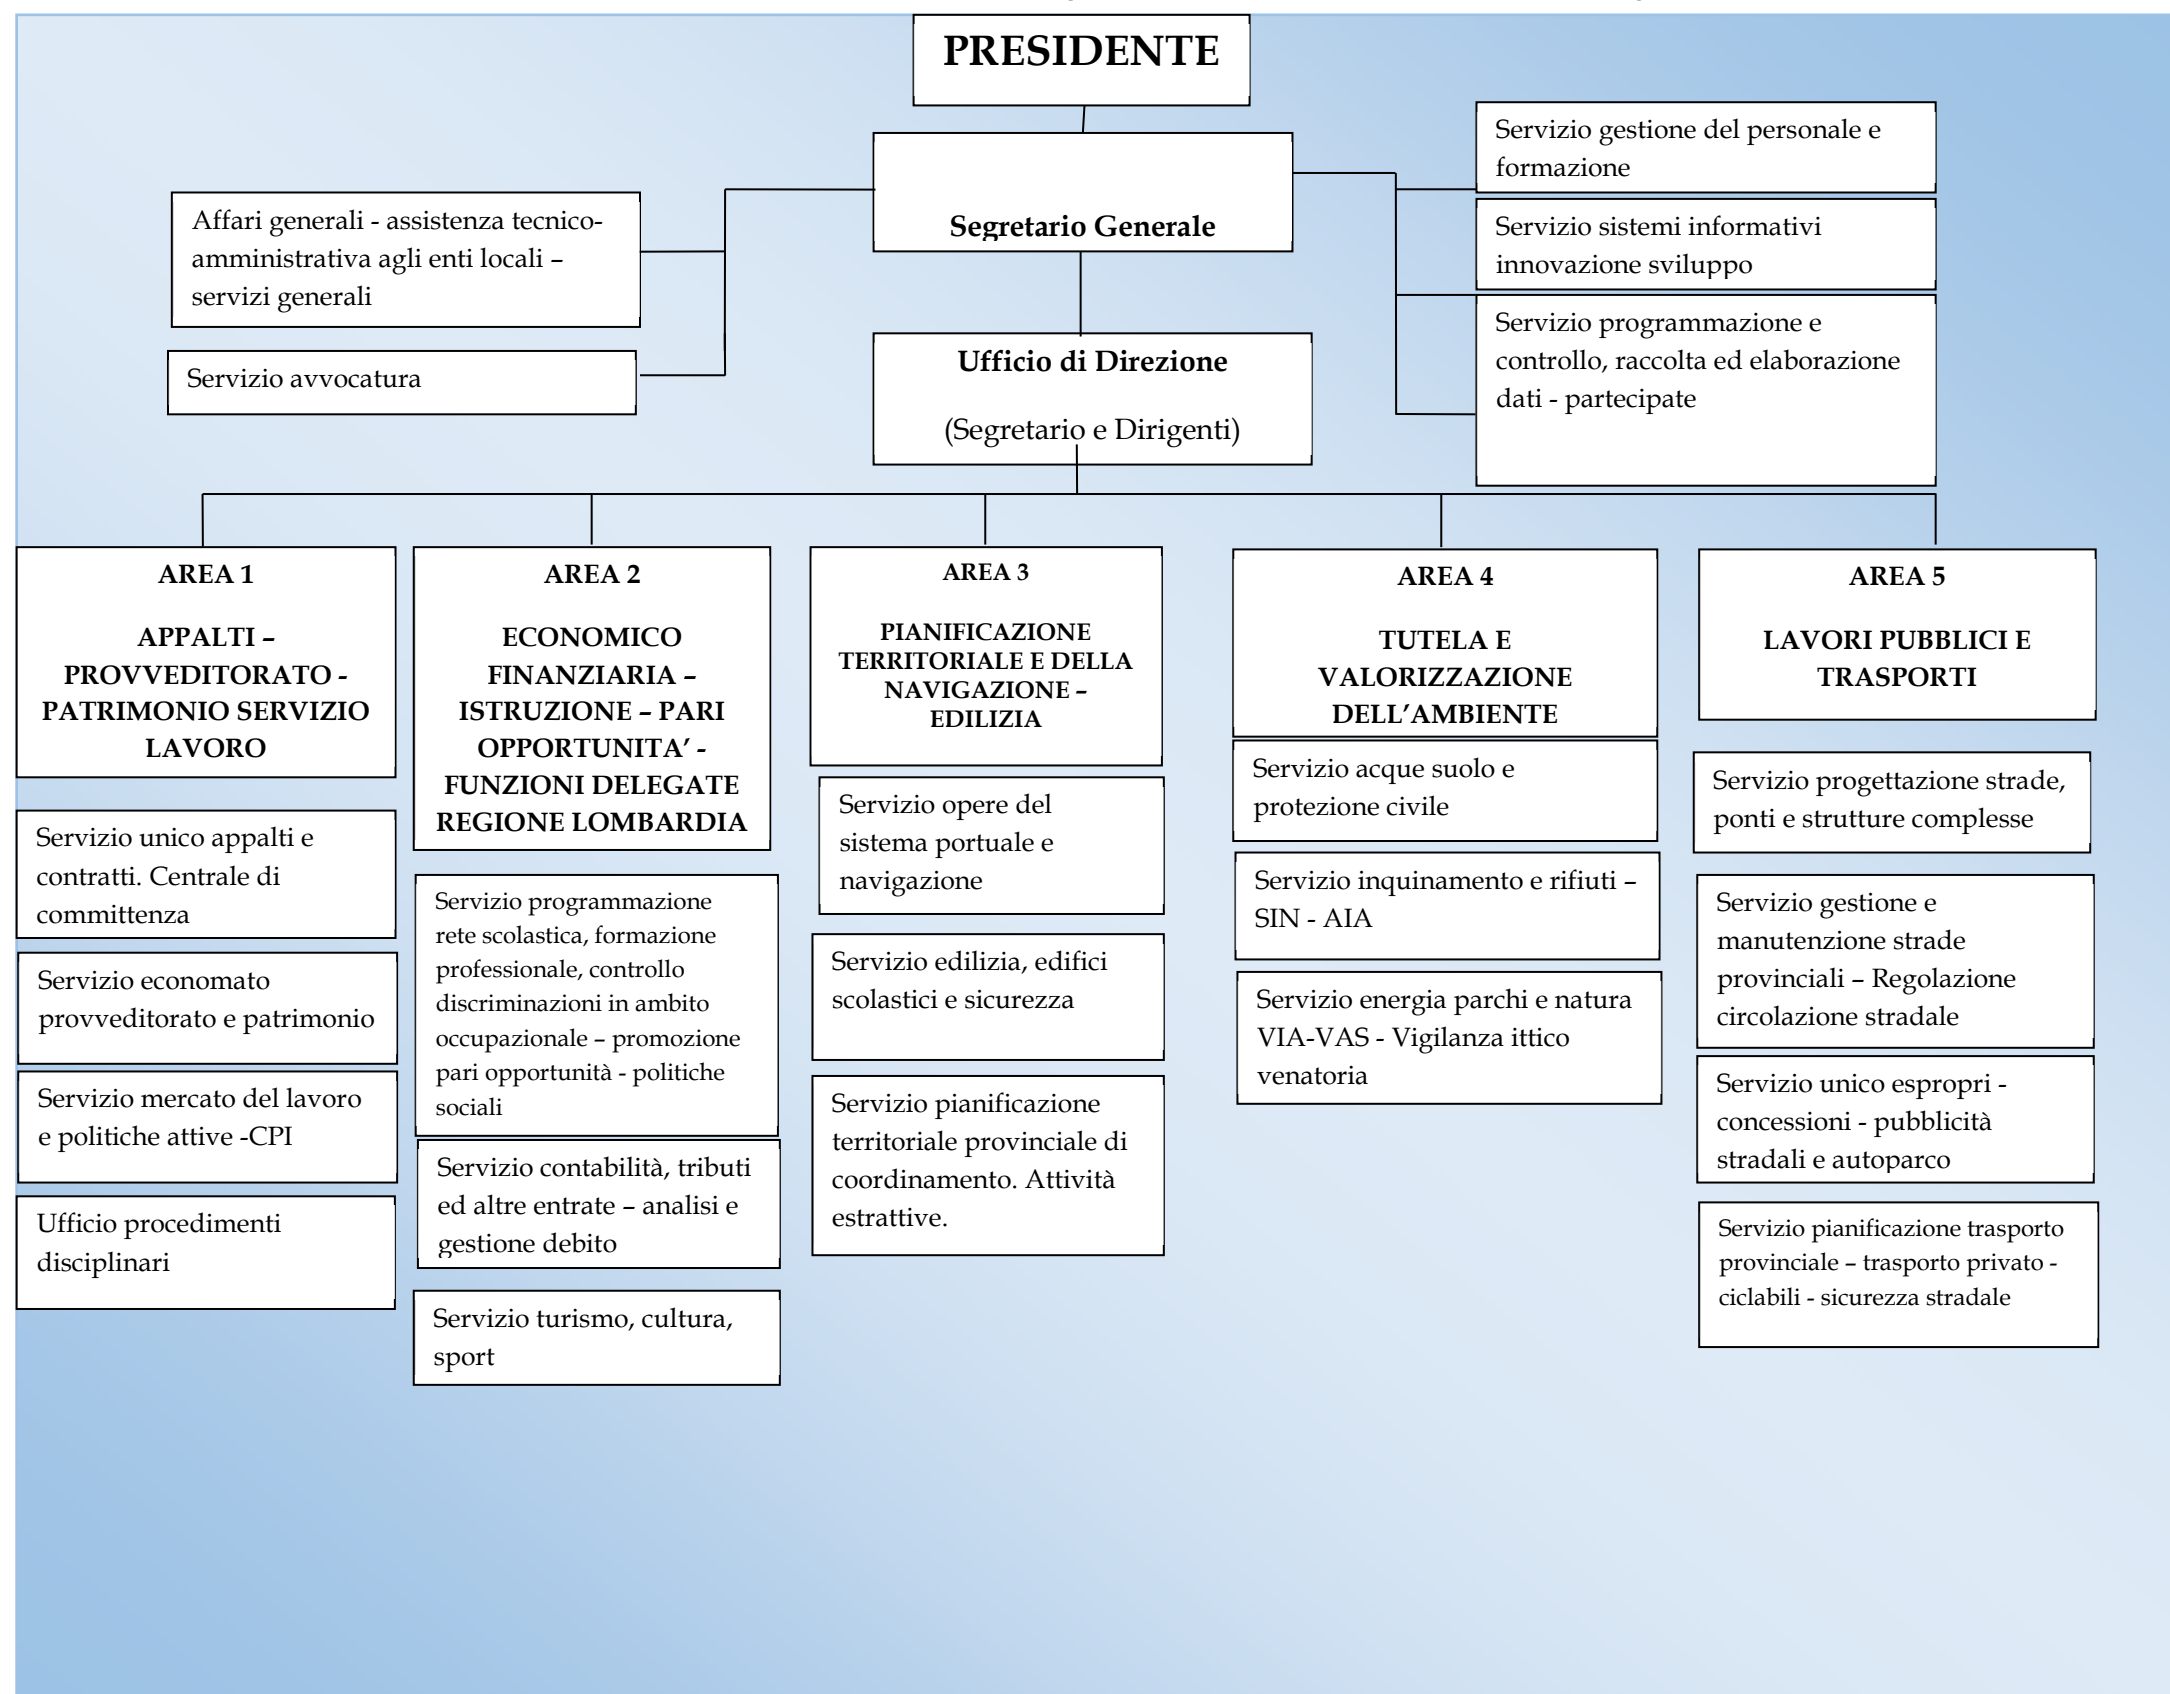 PRESIDENTE
Segretario Generale
Servizio gestione del personale e
formazione
Servizio sistemi informativi
innovazione sviluppo
Servizio programmazione e
controllo, raccolta ed elaborazione
dati - partecipate
Affari generali - assistenza tecnico-
amministrativa agli enti locali –
servizi generali
Servizio avvocatura
Ufficio di Direzione
(Segretario e Dirigenti)
AREA 1
APPALTI –
PROVVEDITORATO -
PATRIMONIO SERVIZIO
LAVORO
Servizio unico appalti e
contratti. Centrale di
committenza
Servizio economato
provveditorato e patrimonio
Servizio mercato del lavoro
e politiche attive -CPI
Ufficio procedimenti
disciplinari
AREA 2
ECONOMICO
FINANZIARIA –
ISTRUZIONE – PARI
OPPORTUNITA’ -
FUNZIONI DELEGATE
REGIONE LOMBARDIA
Servizio programmazione
rete scolastica, formazione
professionale, controllo
discriminazioni in ambito
occupazionale – promozione
pari opportunità - politiche
sociali
Servizio contabilità, tributi
ed altre entrate – analisi e
gestione debito
Servizio turismo, cultura,
sport
AREA 3
PIANIFICAZIONE
TERRITORIALE E DELLA
NAVIGAZIONE –
EDILIZIA
Servizio opere del
sistema portuale e
navigazione
Servizio edilizia, edifici
scolastici e sicurezza
Servizio pianificazione
territoriale provinciale di
coordinamento. Attività
estrattive.
AREA 4
TUTELA E
VALORIZZAZIONE
DELL’AMBIENTE
Servizio acque suolo e
protezione civile
Servizio inquinamento e rifiuti –
SIN - AIA
Servizio energia parchi e natura
VIA-VAS - Vigilanza ittico
venatoria
AREA 5
LAVORI PUBBLICI E
TRASPORTI
Servizio progettazione strade,
ponti e strutture complesse
Servizio gestione e
manutenzione strade
provinciali – Regolazione
circolazione stradale
Servizio unico espropri -
concessioni - pubblicità
stradali e autoparco
Servizio pianificazione trasporto
provinciale – trasporto privato -
ciclabili - sicurezza stradale